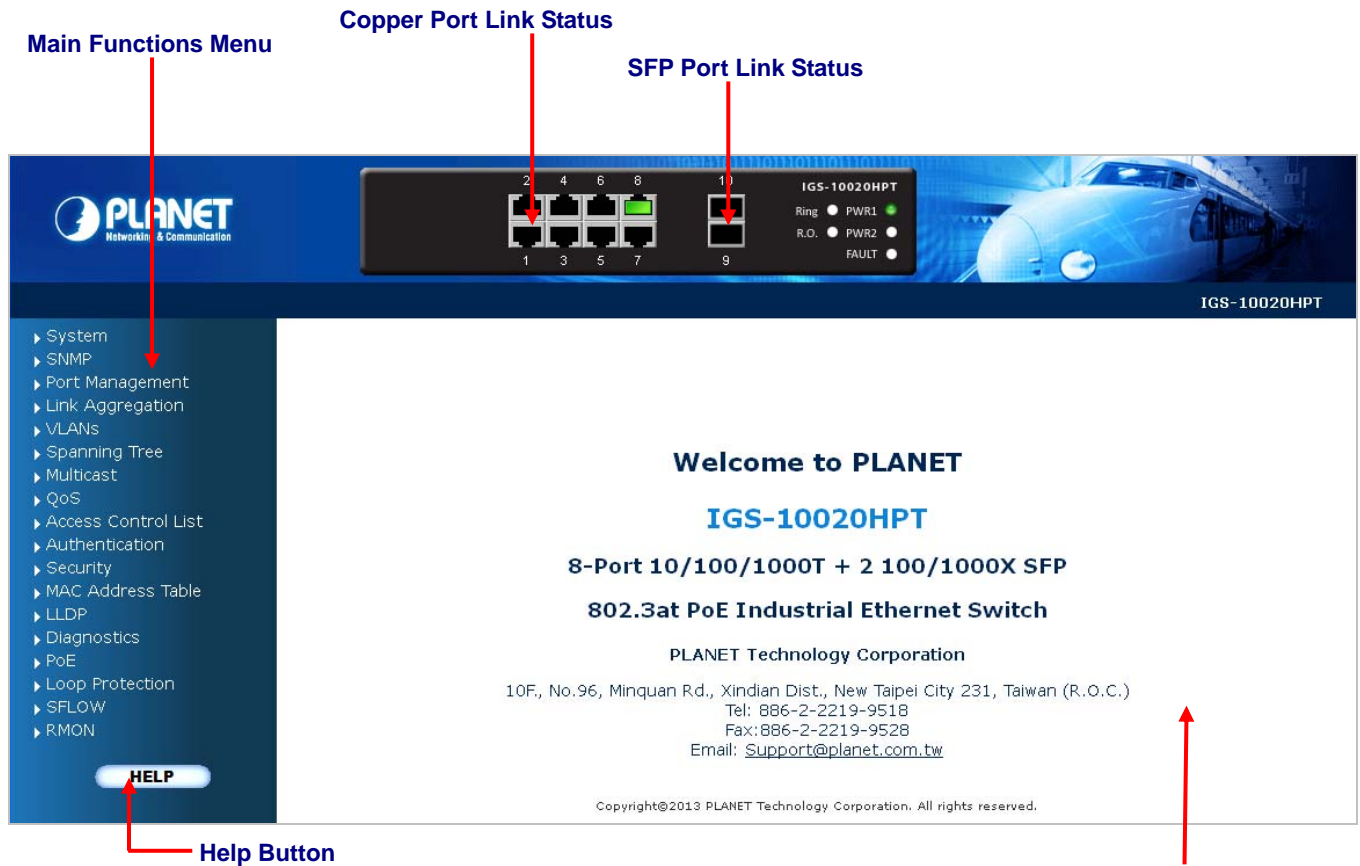 Copper Port Link Status
Main Functions Menu
SFP Port Link Status
PLANET
Networking & Communication
2 4 6 8 10
1 3 5 7 9
IGS-10020HPT
Ring PWR1
R.O. PWR2
FAULT
IGS-10020HPT
System
SNMP
Port Management
Link Aggregation
VLANs
Spanning Tree
Multicast
QoS
Access Control List
Authentication
Security
MAC Address Table
LLDP
Diagnostics
PoE
Loop Protection
SFLOW
RMON
HELP
Welcome to PLANET
IGS-10020HPT
8-Port 10/100/1000T + 2 100/1000X SFP
802.3at PoE Industrial Ethernet Switch
PLANET Technology Corporation
10F., No.96, Minquan Rd., Xindian Dist., New Taipei City 231, Taiwan (R.O.C.)
Tel: 886-2-2219-9518
Fax:886-2-2219-9528
Email: Support@planet.com.tw
Copyright©2013 PLANET Technology Corporation. All rights reserved.
Help Button